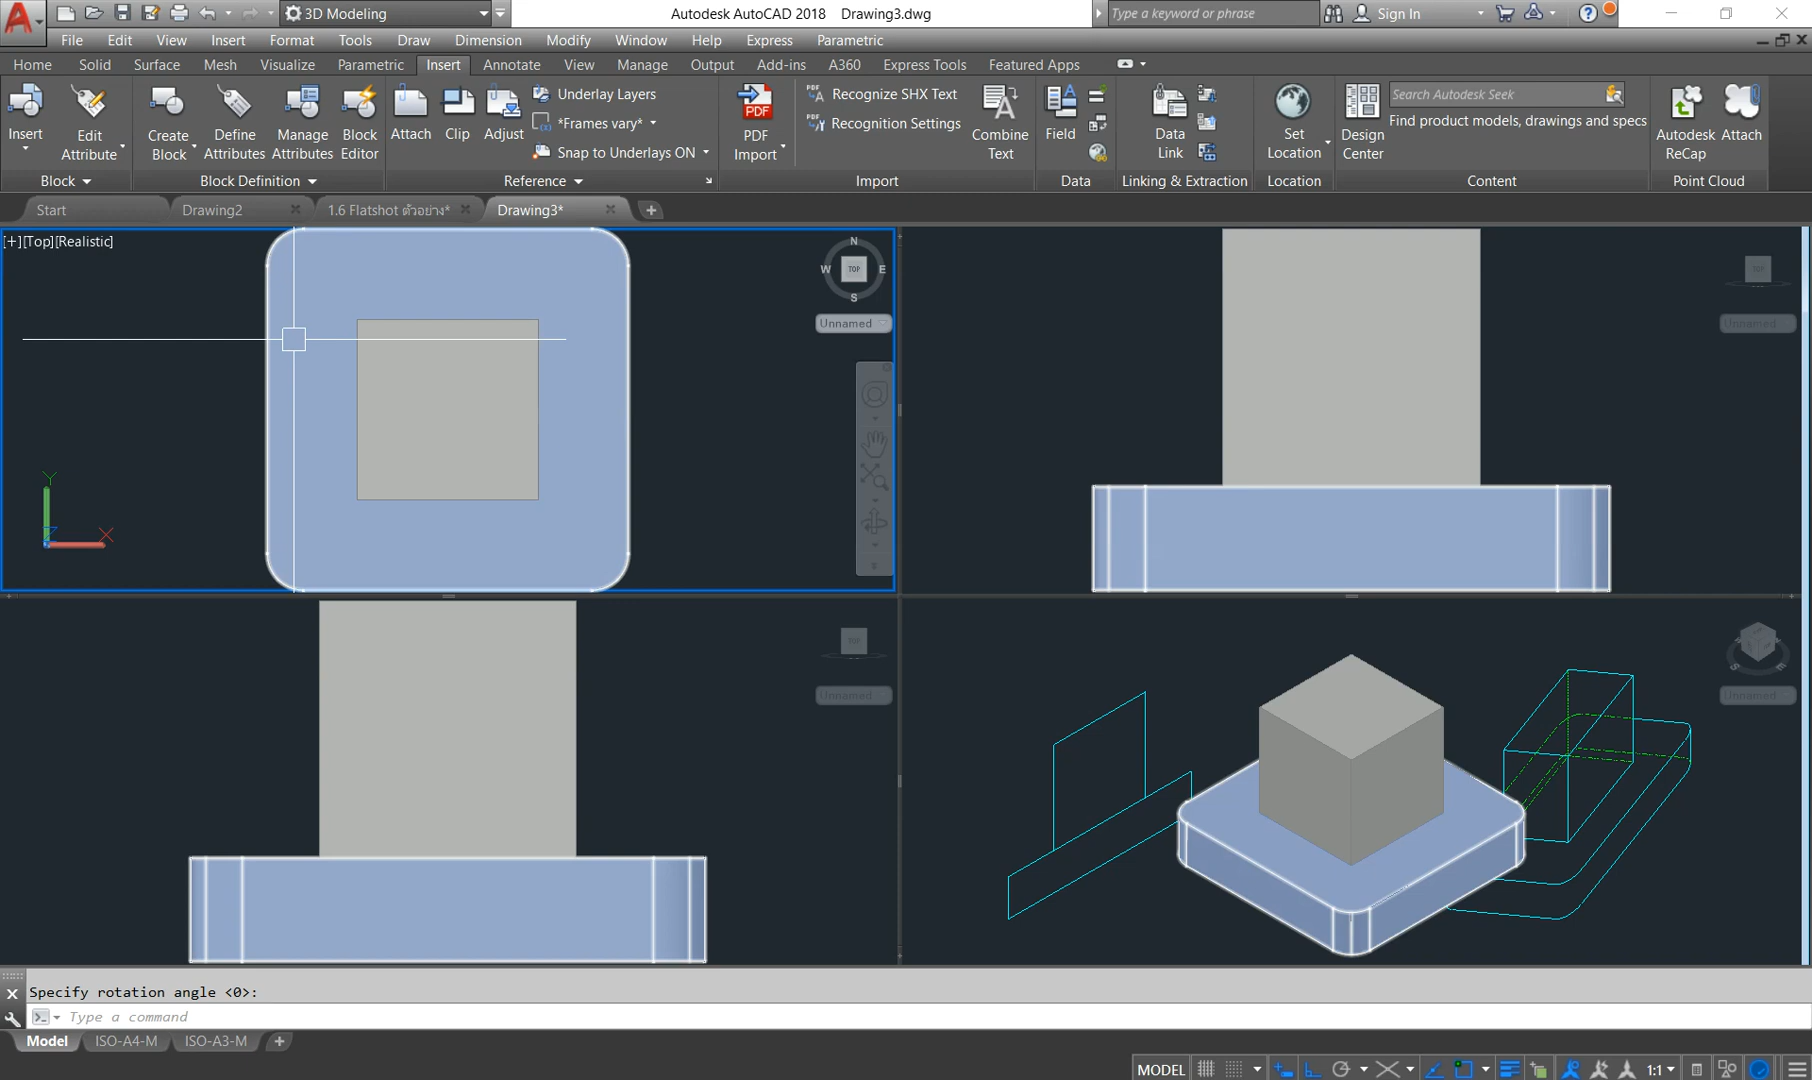 3D Modeling
Autodesk AutoCAD 2018 Drawing3.dwg
Type a keyword or phrase
Sign In
File Edit View Insert Format Tools Draw Dimension Modify Window Help Express Parametric
Home Solid Surface Mesh Visualize Parametric Insert Annotate View Manage Output Add-ins A360 Express Tools Featured Apps
Insert
Edit
Attribute
Block
Create
Block
Define
Attributes
Manage
Attributes
Block
Editor
Block Definition
Attach
Clip
Adjust
Underlay Layers
*Frames vary*
Snap to Underlays ON
Reference
PDF
PDF
Import
Recognize SHX Text
Recognition Settings
Combine
Text
Import
Field
Data
Data
Link
Linking & Extraction
Set
Location
Location
Design
Center
Search Autodesk Seek
Find product models, drawings and specs
Content
Autodesk
ReCap
Attach
Point Cloud
Start
Drawing2
1.6 Flatshot ตัวอย่าง*
Drawing3*
[+][Top][Realistic]
N
W
TOP
E
S
Unnamed
Y
X
Z
TOP
Unnamed
TOP
Unnamed
S
E
Unnamed
Specify rotation angle <0>:
Type a command
Model
ISO-A4-M
ISO-A3-M
MODEL
1:1